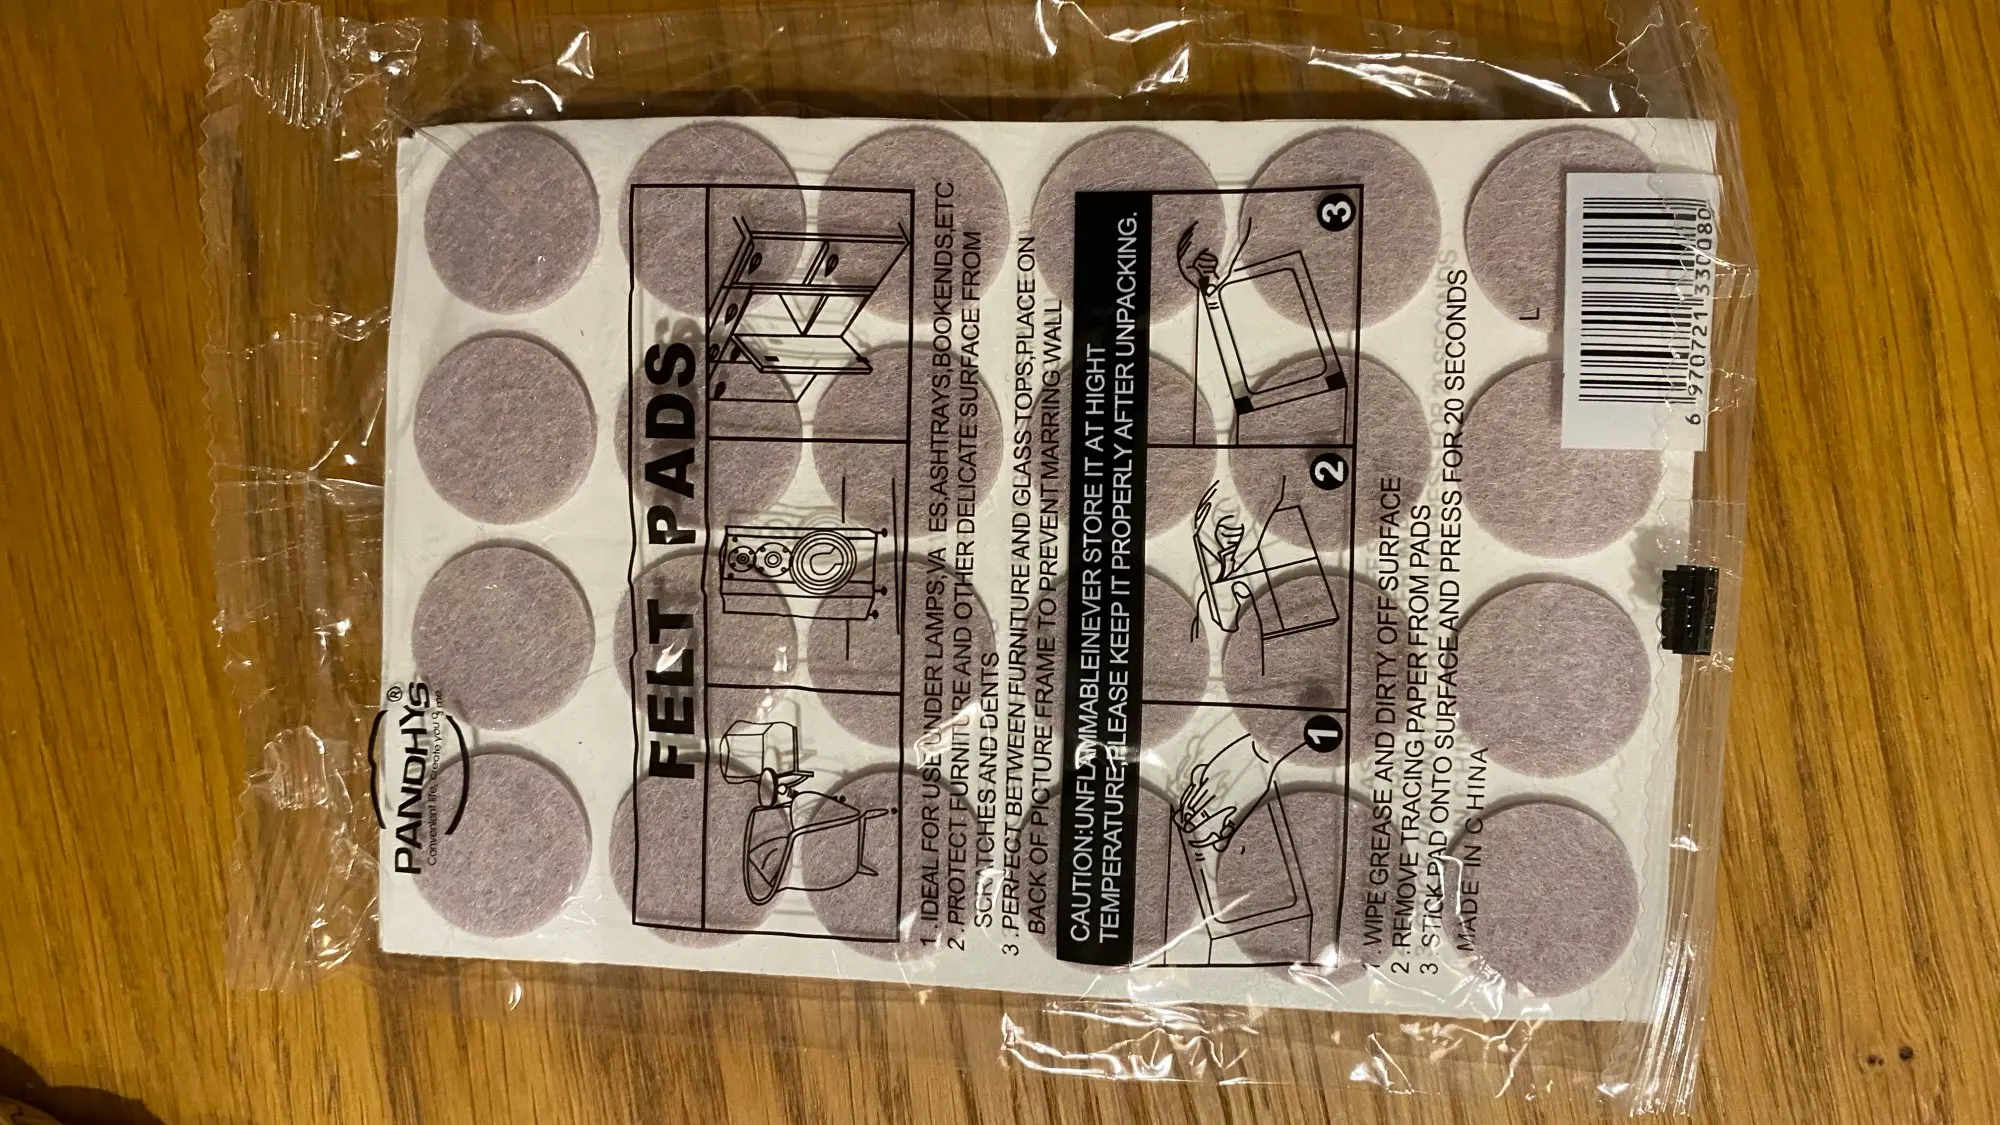 PANDHYS®
Convenient life, create you g me
FELT PADS
1 .IDEAL FOR USE UNDER LAMPS,VA ES.ASHTRAYS,BOOKENDS,ETC
2 .PROTECT FURNITURE AND OTHER DELICATE SURFACE FROM
SCRATCHES AND DENTS
3 .PERFECT BETWEEN FURNITURE AND GLASS TOPS,PLACE ON
BACK OF PICTURE FRAME TO PREVENT MARRING WALL
CAUTION:UNFLAMMABLE!NEVER STORE IT AT HIGHT
TEMPERATURE,PLEASE KEEP IT PROPERLY AFTER UNPACKING.
1 2 3
1 .WIPE GREASE AND DIRTY OFF SURFACE
2 .REMOVE TRACING PAPER FROM PADS
3 .STICK PAD ONTO SURFACE AND PRESS FOR 20 SECONDS
MADE IN CHINA
L
6 970721 330080